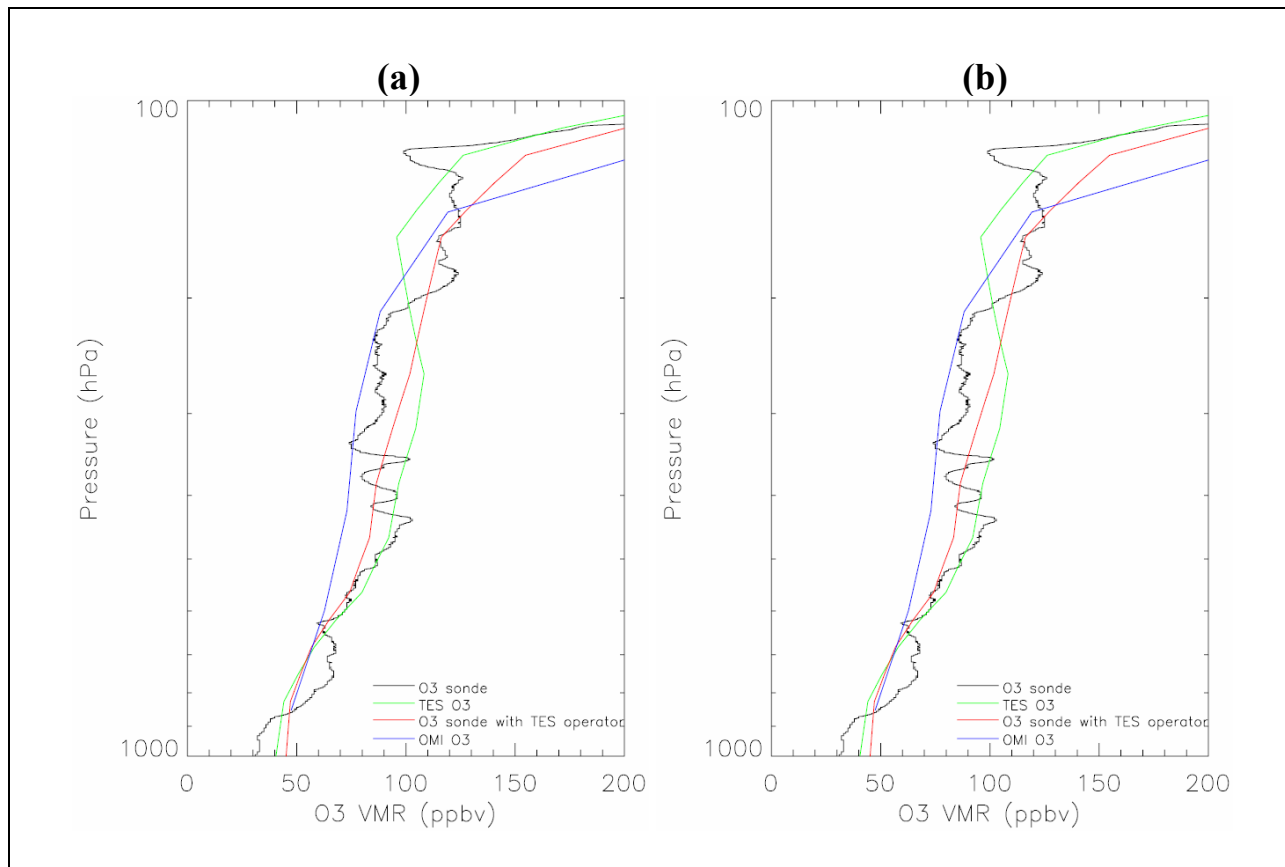 (a)
100
Pressure (hPa)
O3 sonde
TES O3
O3 sonde with TES operator
OMI O3
1000
0 50 100 150 200
O3 VMR (ppbv)
(b)
100
Pressure (hPa)
O3 sonde
TES O3
O3 sonde with TES operator
OMI O3
1000
0 50 100 150 200
O3 VMR (ppbv)